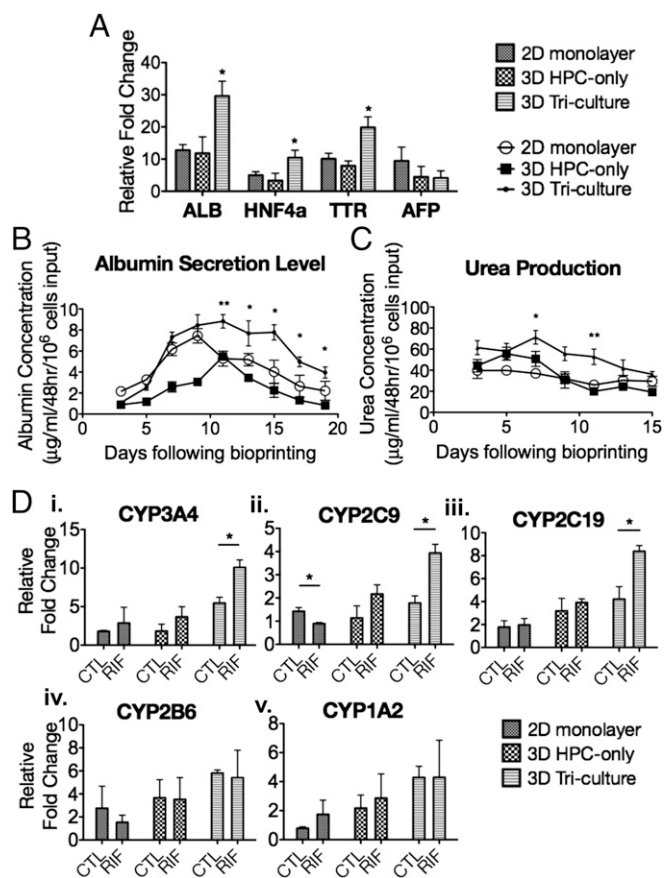 A
Relative Fold Change
40
30
20
10
0
ALB HNF4a TTR AFP
* * *
2D monolayer
3D HPC-only
3D Tri-culture
2D monolayer
3D HPC-only
3D Tri-culture
B
Albumin Secretion Level
Albumin Concentration
(μg/ml/48hr/10⁶ cells input)
10
8
6
4
2
0
** * * * *
0 5 10 15 20
Days following bioprinting
C
Urea Production
Urea Concentration
(μg/ml/48hr/10⁶ cells input)
100
80
60
40
20
0
* **
0 5 10 15
Days following bioprinting
D
i.
CYP3A4
Relative
Fold Change
15
10
5
0
*
CTL RIF CTL RIF CTL RIF
ii.
CYP2C9
5
4
3
2
1
0
* *
CTL RIF CTL RIF CTL RIF
iii.
CYP2C19
10
8
6
4
2
0
*
CTL RIF CTL RIF CTL RIF
iv.
CYP2B6
Relative
Fold Change
10
8
6
4
2
0
CTL RIF CTL RIF CTL RIF
v.
CYP1A2
8
6
4
2
0
CTL RIF CTL RIF CTL RIF
2D monolayer
3D HPC-only
3D Tri-culture